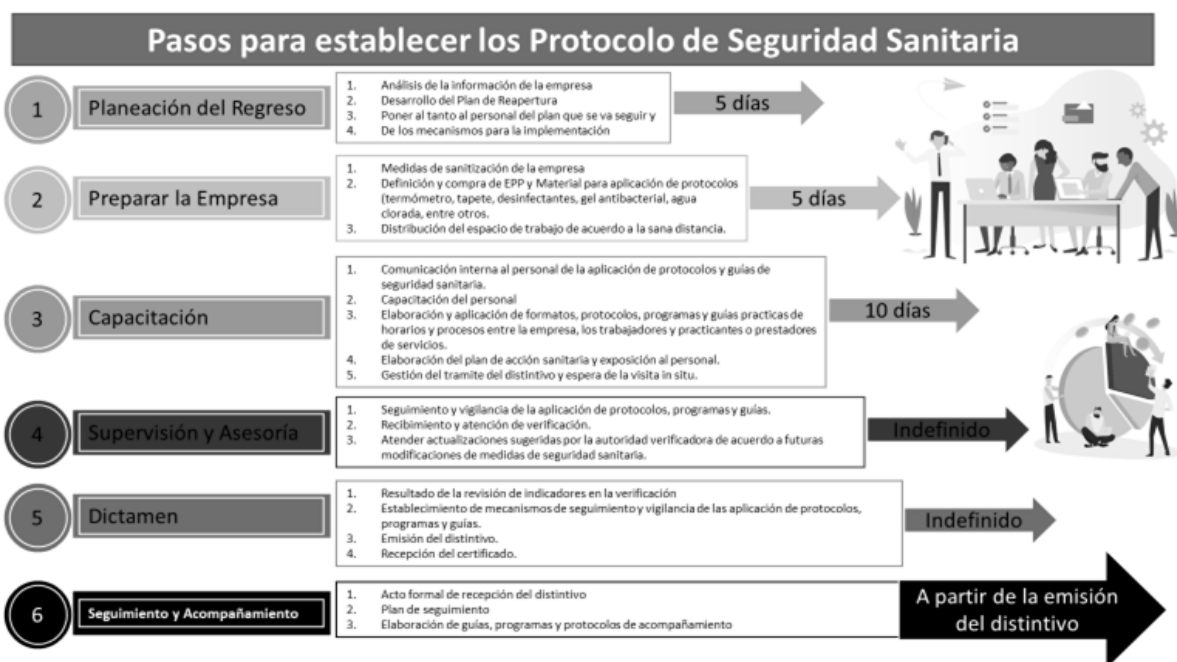 Pasos para establecer los Protocolo de Seguridad Sanitaria
1
Planeación del Regreso
1. Análisis de la información de la empresa
2. Desarrollo del Plan de Reapertura
3. Poner al tanto al personal del plan que se va seguir y
4. De los mecanismos para la implementación
5 días
2
Preparar la Empresa
1. Medidas de sanitización de la empresa
2. Definición y compra de EPP y Material para aplicación de protocolos
(termómetro, tapete, desinfectantes, gel antibacterial, agua
clorada, entre otros.
3. Distribución del espacio de trabajo de acuerdo a la sana distancia.
5 días
3
Capacitación
1. Comunicación interna al personal de la aplicación de protocolos y guías de
seguridad sanitaria.
2. Capacitación del personal
3. Elaboración y aplicación de formatos, protocolos, programas y guías practicas de
horarios y procesos entre la empresa, los trabajadores y practicantes o prestadores
de servicios.
4. Elaboración del plan de acción sanitaria y exposición al personal.
5. Gestión del tramite del distintivo y espera de la visita in situ.
10 días
4
Supervisión y Asesoría
1. Seguimiento y vigilancia de la aplicación de protocolos, programas y guías.
2. Recibimiento y atención de verificación.
3. Atender actualizaciones sugeridas por la autoridad verificadora de acuerdo a futuras
modificaciones de medidas de seguridad sanitaria.
Indefinido
5
Dictamen
1. Resultado de la revisión de indicadores en la verificación
2. Establecimiento de mecanismos de seguimiento y vigilancia de las aplicación de protocolos,
programas y guías.
3. Emisión del distintivo.
4. Recepción del certificado.
Indefinido
6
Seguimiento y Acompañamiento
1. Acto formal de recepción del distintivo
2. Plan de seguimiento
3. Elaboración de guías, programas y protocolos de acompañamiento
A partir de la emisión
del distintivo